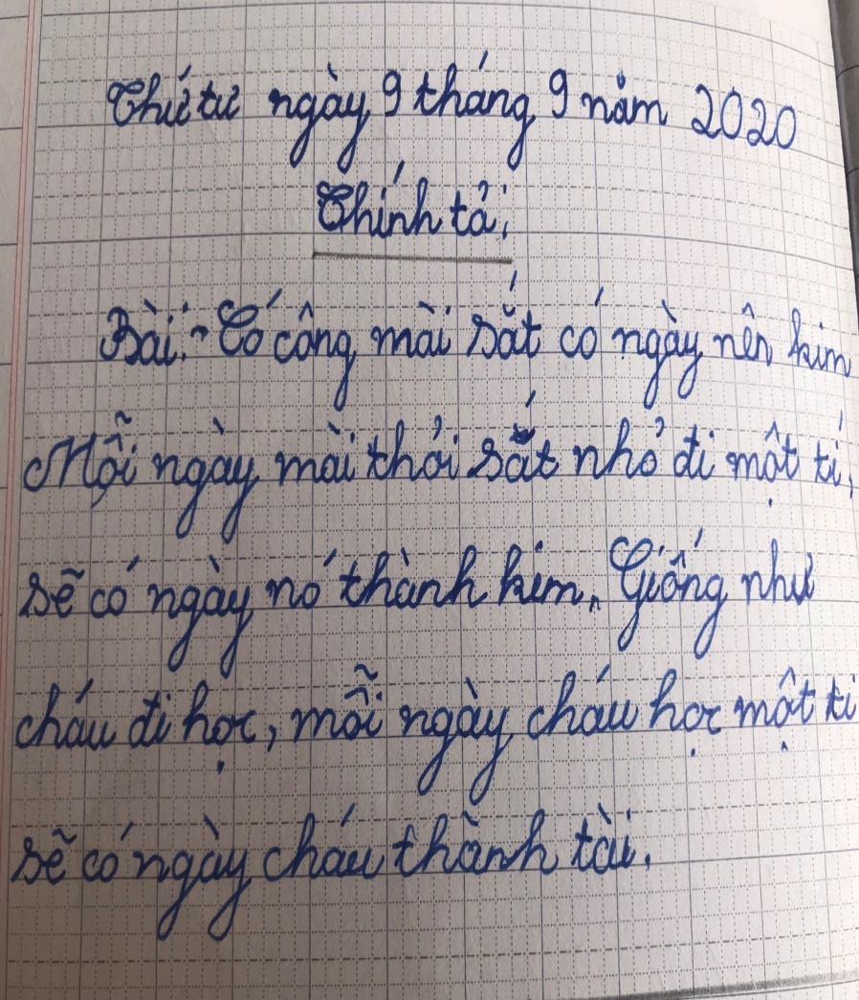 Thứ tư ngày 9 tháng 9 năm 2020
Chính tả:
Bài: Có công mài sắt có ngày nên kim
Mỗi ngày mài thỏi sắt nhỏ đi một tí,
sẽ có ngày nó thành kim. Giống như
cháu đi học, mỗi ngày cháu học một tí
sẽ có ngày cháu thành tài.